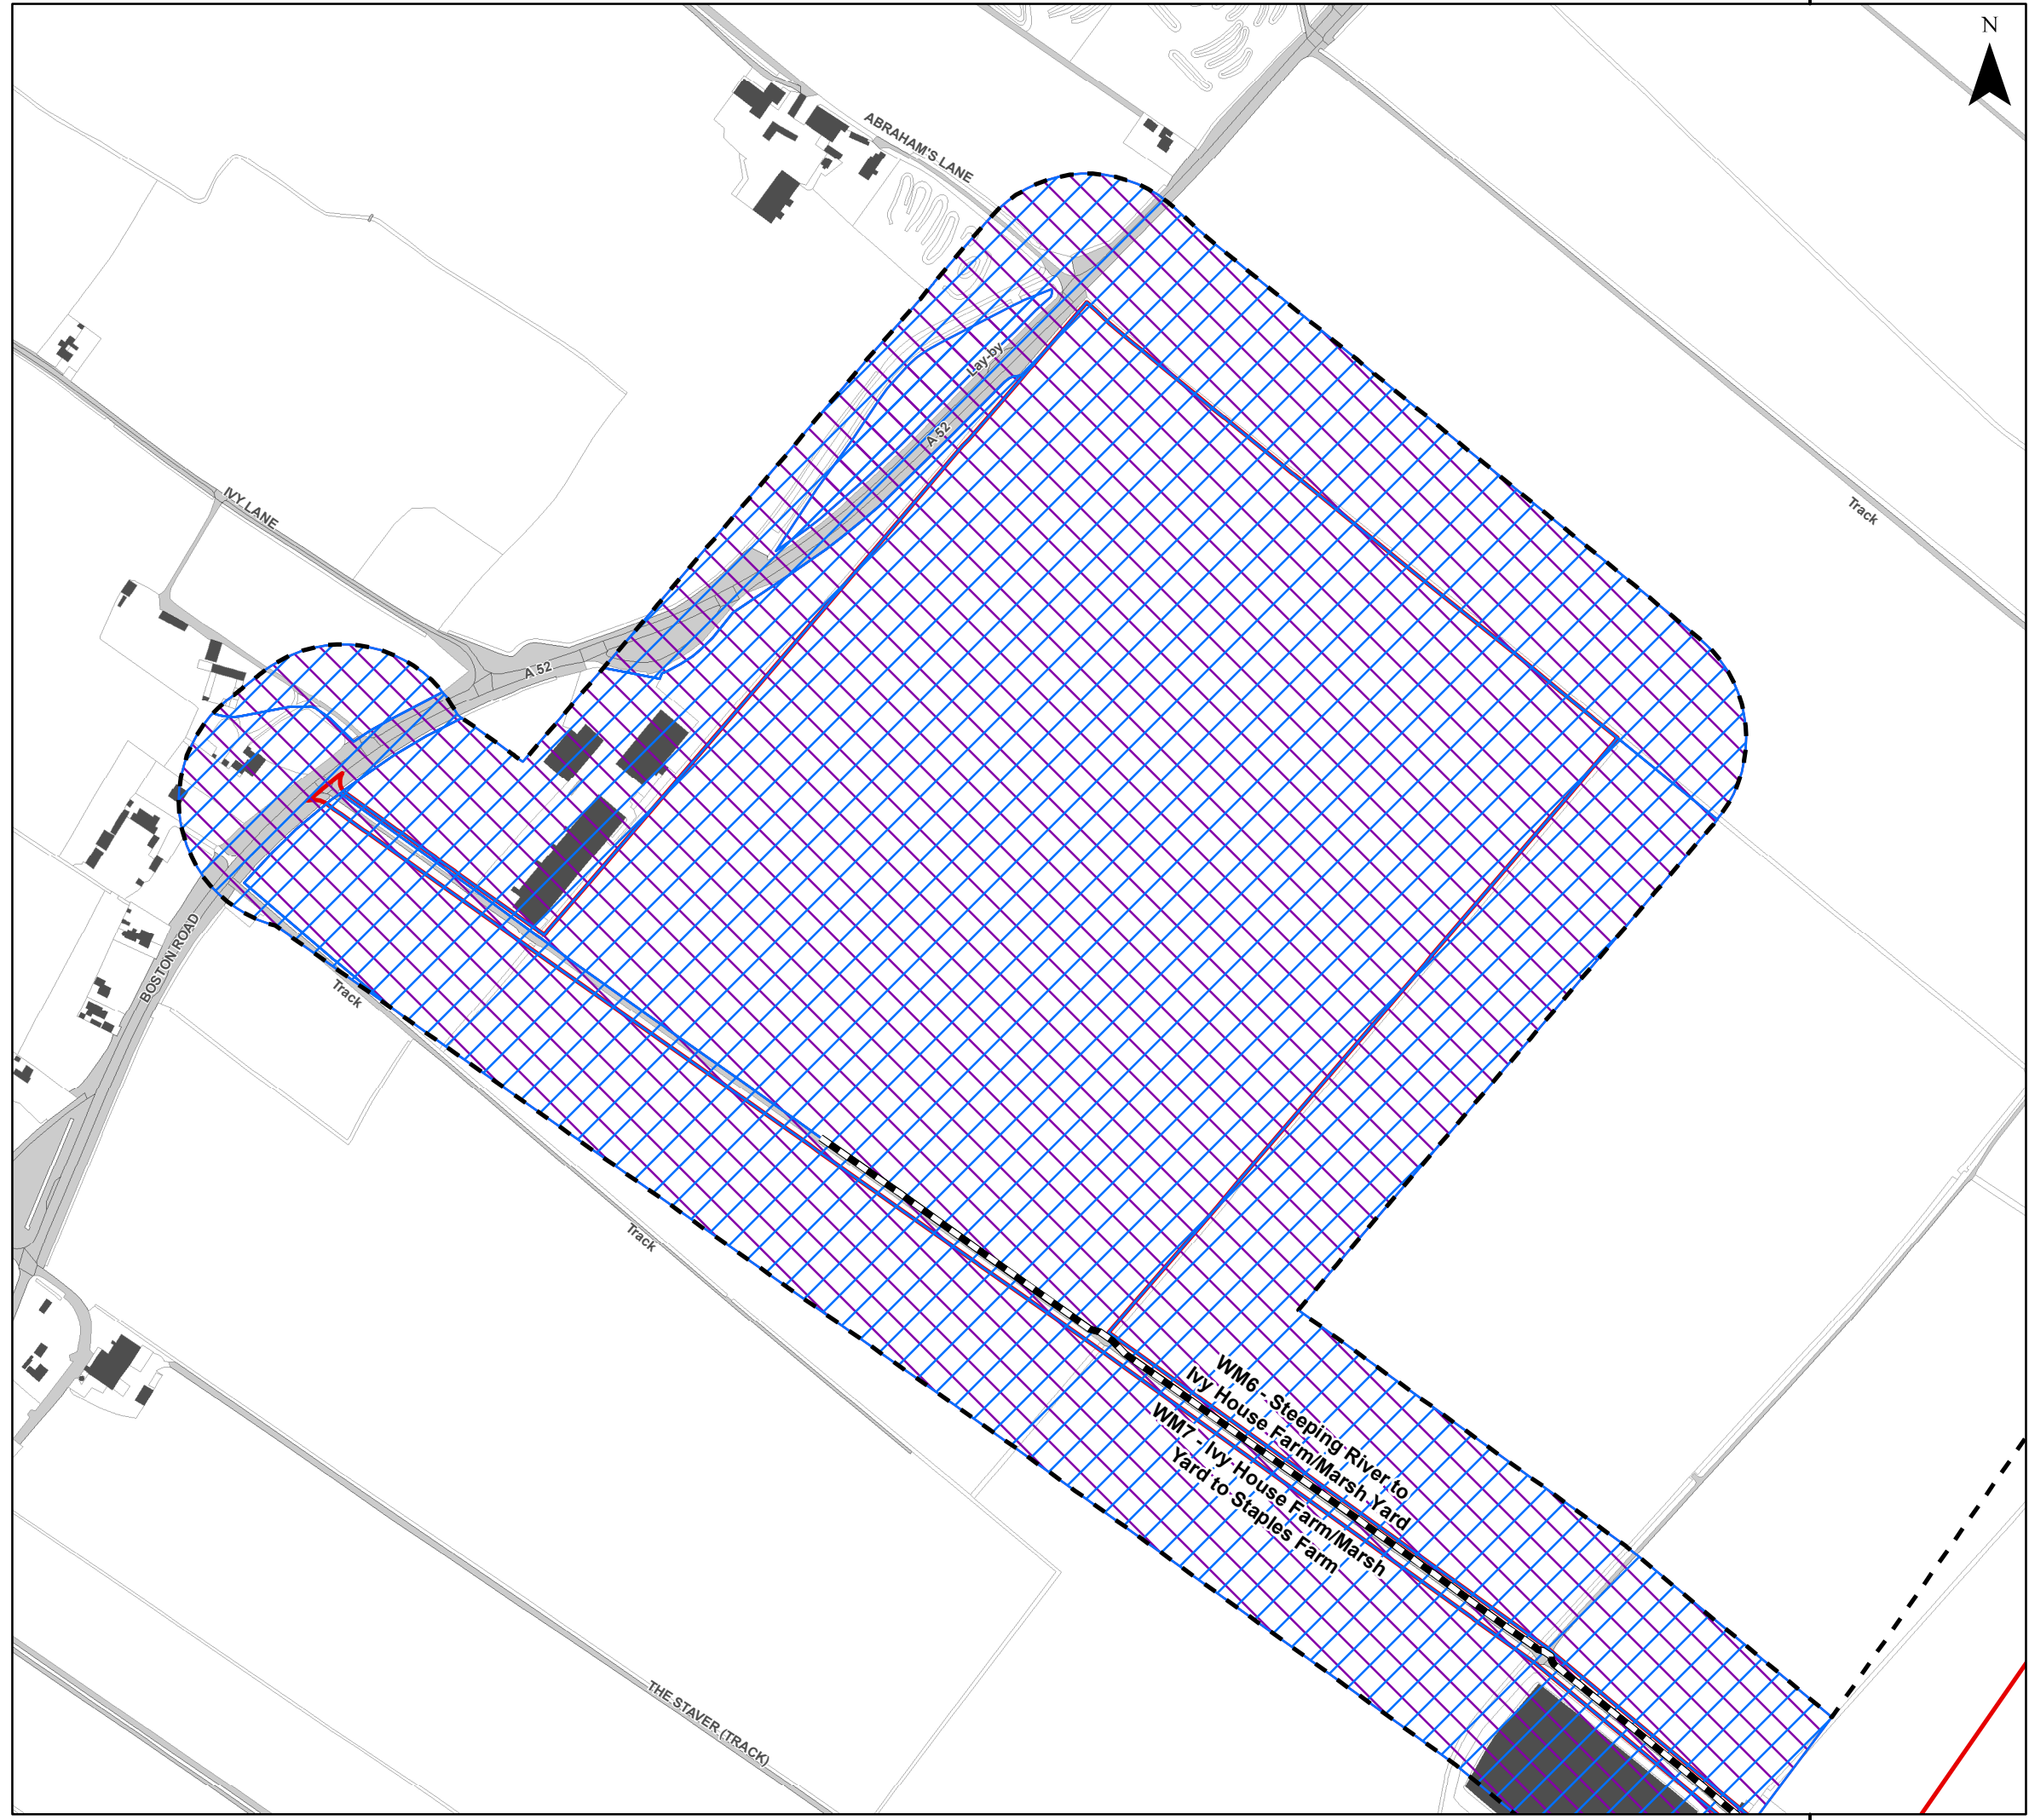 N
ABRAHAM'S LANE
Lay-by
A 52
Track
IVY LANE
A 52
BOSTON ROAD
Track
Track
WM6 - Steeping River to
Ivy House Farm/Marsh Yard
WM7 - Ivy House Farm/Marsh
Yard to Staples Farm
THE STAVER (TRACK)